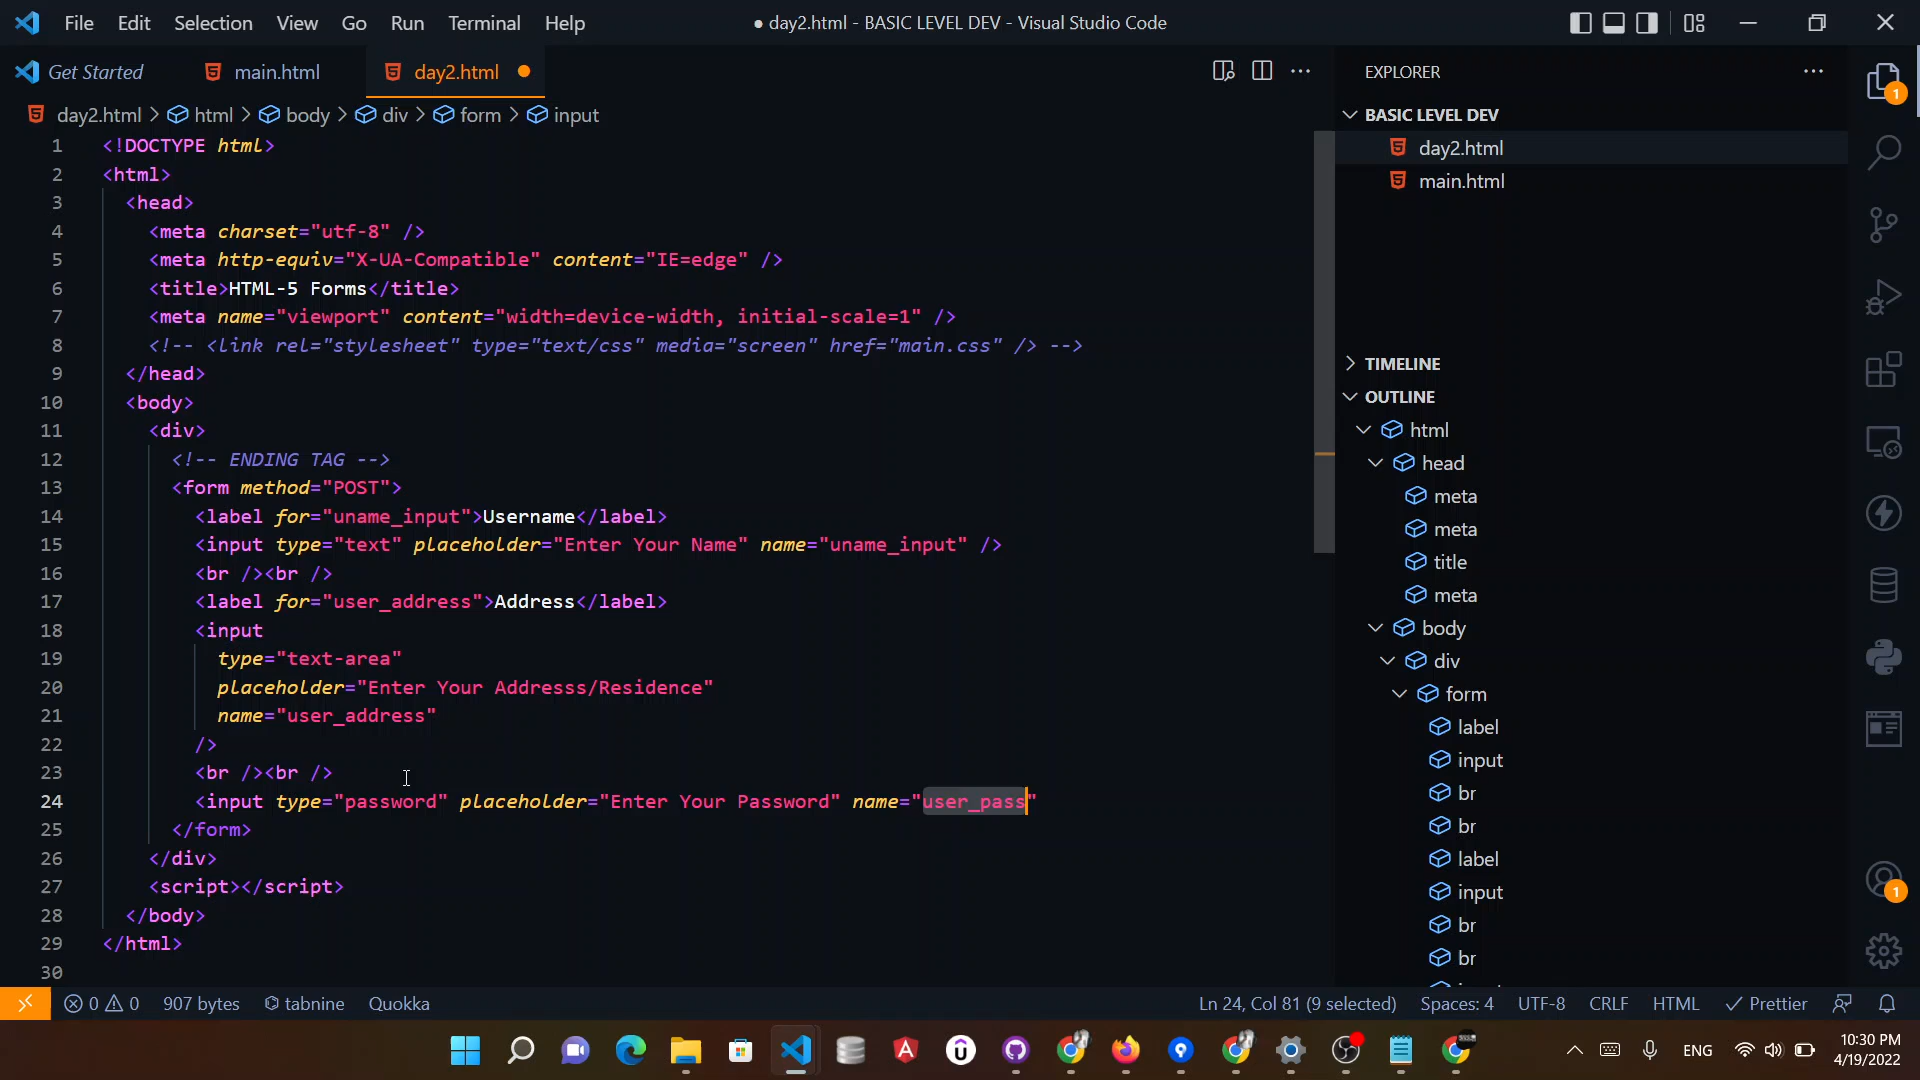 File Edit Selection View Go Run Terminal Help
● day2.html - BASIC LEVEL DEV - Visual Studio Code
Get Started
main.html
day2.html
day2.html > html > body > div > form > input
1 <!DOCTYPE html>
2 <html>
3 <head>
4 <meta charset="utf-8" />
5 <meta http-equiv="X-UA-Compatible" content="IE=edge" />
6 <title>HTML-5 Forms</title>
7 <meta name="viewport" content="width=device-width, initial-scale=1" />
8 <!-- <link rel="stylesheet" type="text/css" media="screen" href="main.css" /> -->
9 </head>
10 <body>
11 <div>
12 <!-- ENDING TAG -->
13 <form method="POST">
14 <label for="uname_input">Username</label>
15 <input type="text" placeholder="Enter Your Name" name="uname_input" />
16 <br /><br />
17 <label for="user_address">Address</label>
18 <input
19 type="text-area"
20 placeholder="Enter Your Addresss/Residence"
21 name="user_address"
22 />
23 <br /><br />
24 <input type="password" placeholder="Enter Your Password" name="user_pass"
25 </form>
26 </div>
27 <script></script>
28 </body>
29 </html>
30
EXPLORER
BASIC LEVEL DEV
day2.html
main.html
TIMELINE
OUTLINE
html
head
meta
meta
title
meta
body
div
form
label
input
br
br
label
input
br
br
1
1
0 0 907 bytes tabnine Quokka
Ln 24, Col 81 (9 selected) Spaces: 4 UTF-8 CRLF HTML Prettier
ENG
10:30 PM
4/19/2022